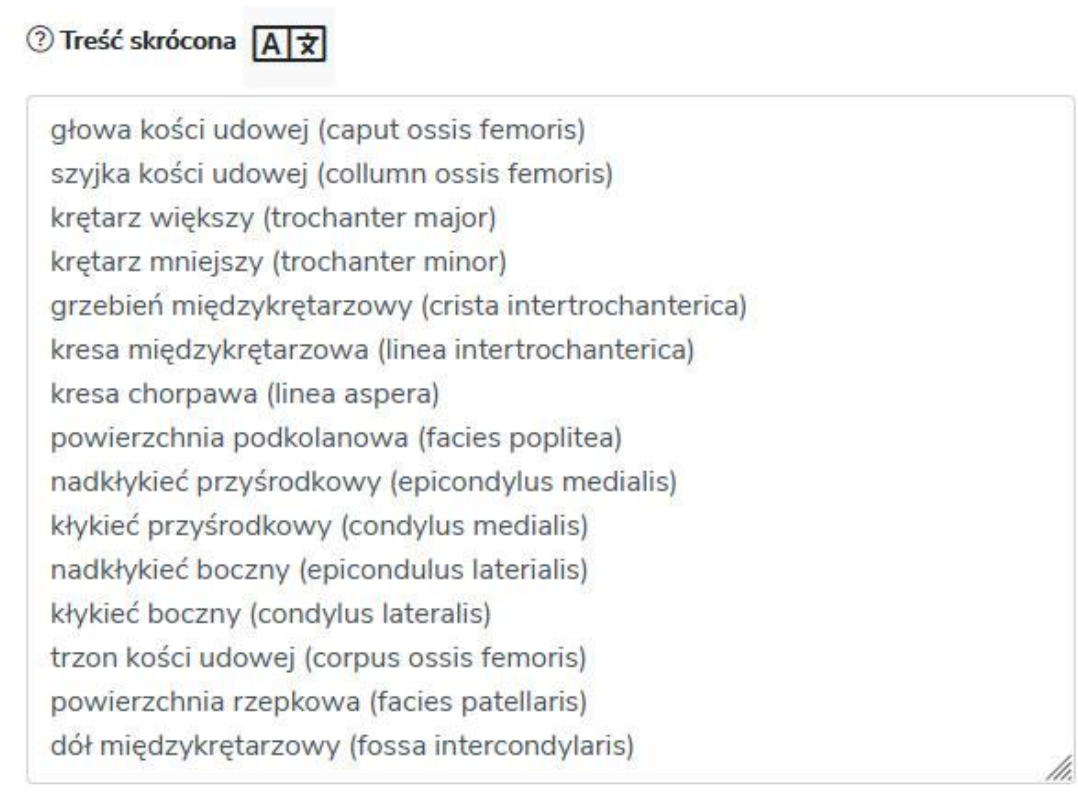 Treść skrócona
głowa kości udowej (caput ossis femoris)
szyjka kości udowej (collumn ossis femoris)
krętarz większy (trochanter major)
krętarz mniejszy (trochanter minor)
grzebień międzykrętarzowy (crista intertrochanterica)
kresa międzykrętarzowa (linea intertrochanterica)
kresa chorpawa (linea aspera)
powierzchnia podkolanowa (facies poplitea)
nadkłykieć przyśrodkowy (epicondylus medialis)
kłykieć przyśrodkowy (condylus medialis)
nadkłykieć boczny (epicondulus laterialis)
kłykieć boczny (condylus lateralis)
trzon kości udowej (corpus ossis femoris)
powierzchnia rzepkowa (facies patellaris)
dół międzykrętarzowy (fossa intercondylaris)